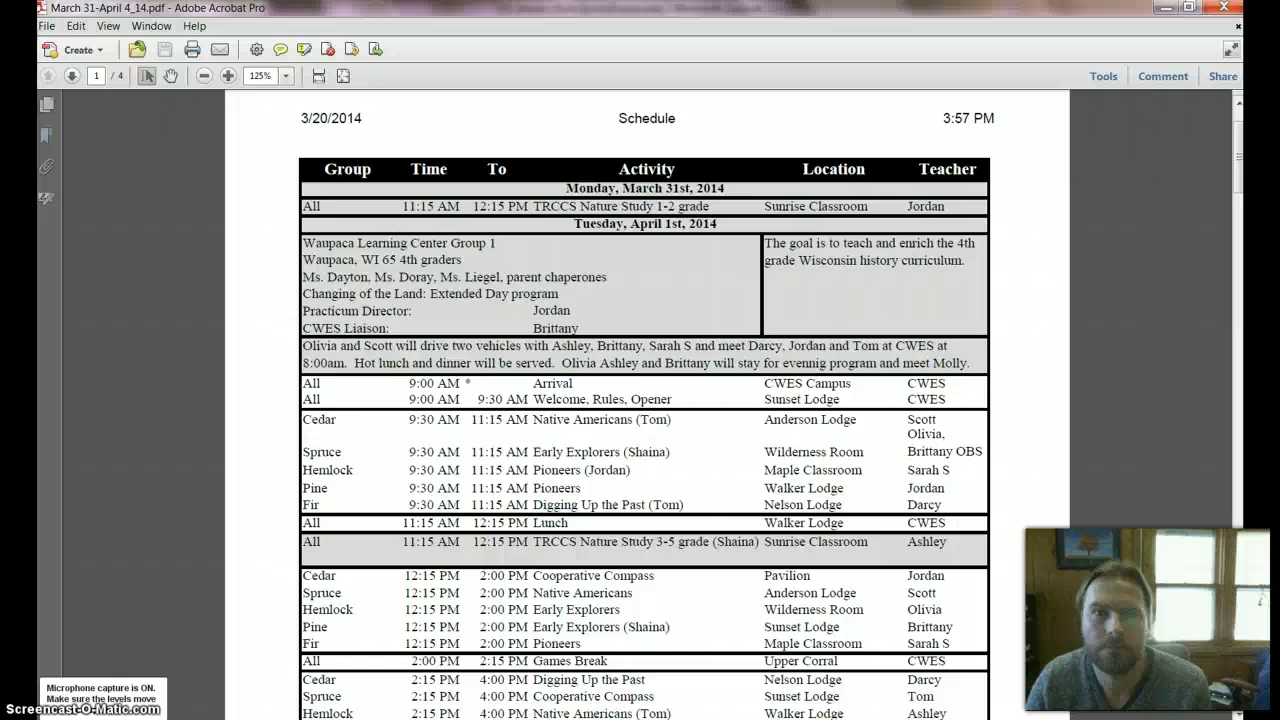 March 31-April 4_14.pdf - Adobe Acrobat Pro
File Edit View Window Help
Create
1 / 4 125% Tools Comment Share
3/20/2014 Schedule 3:57 PM
Group Time To Activity Location Teacher
Monday, March 31st, 2014
All 11:15 AM 12:15 PM TRCCS Nature Study 1-2 grade Sunrise Classroom Jordan
Tuesday, April 1st, 2014
Waupaca Learning Center Group 1 The goal is to teach and enrich the 4th
Waupaca, WI 65 4th graders grade Wisconsin history curriculum.
Ms. Dayton, Ms. Doray, Ms. Liegel, parent chaperones
Changing of the Land: Extended Day program
Practicum Director: Jordan
CWES Liaison: Brittany
Olivia and Scott will drive two vehicles with Ashley, Brittany, Sarah S and meet Darcy, Jordan and Tom at CWES at
8:00am. Hot lunch and dinner will be served. Olivia Ashley and Brittany will stay for evennig program and meet Molly.
All 9:00 AM * Arrival CWES Campus CWES
All 9:00 AM 9:30 AM Welcome, Rules, Opener Sunset Lodge CWES
Cedar 9:30 AM 11:15 AM Native Americans (Tom) Anderson Lodge Scott
Olivia,
Spruce 9:30 AM 11:15 AM Early Explorers (Shaina) Wilderness Room Brittany OBS
Hemlock 9:30 AM 11:15 AM Pioneers (Jordan) Maple Classroom Sarah S
Pine 9:30 AM 11:15 AM Pioneers Walker Lodge Jordan
Fir 9:30 AM 11:15 AM Digging Up the Past (Tom) Nelson Lodge Darcy
All 11:15 AM 12:15 PM Lunch Walker Lodge CWES
All 11:15 AM 12:15 PM TRCCS Nature Study 3-5 grade (Shaina) Sunrise Classroom Ashley
Cedar 12:15 PM 2:00 PM Cooperative Compass Pavilion Jordan
Spruce 12:15 PM 2:00 PM Native Americans Anderson Lodge Scott
Hemlock 12:15 PM 2:00 PM Early Explorers Wilderness Room Olivia
Pine 12:15 PM 2:00 PM Early Explorers (Shaina) Sunset Lodge Brittany
Fir 12:15 PM 2:00 PM Pioneers Maple Classroom Sarah S
All 2:00 PM 2:15 PM Games Break Upper Corral CWES
Cedar 2:15 PM 4:00 PM Digging Up the Past Nelson Lodge Darcy
Spruce 2:15 PM 4:00 PM Cooperative Compass Sunset Lodge Tom
Hemlock 2:15 PM 4:00 PM Native Americans (Tom) Anderson Lodge Ashley
Microphone capture is ON.
Make sure the levels move
Screencast-O-Matic.com